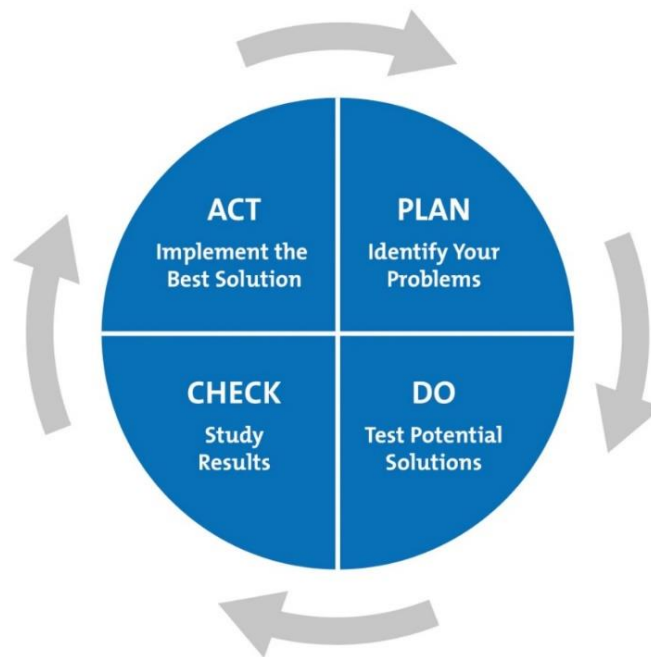 ACT
Implement the
Best Solution
PLAN
Identify Your
Problems
CHECK
Study
Results
DO
Test Potential
Solutions